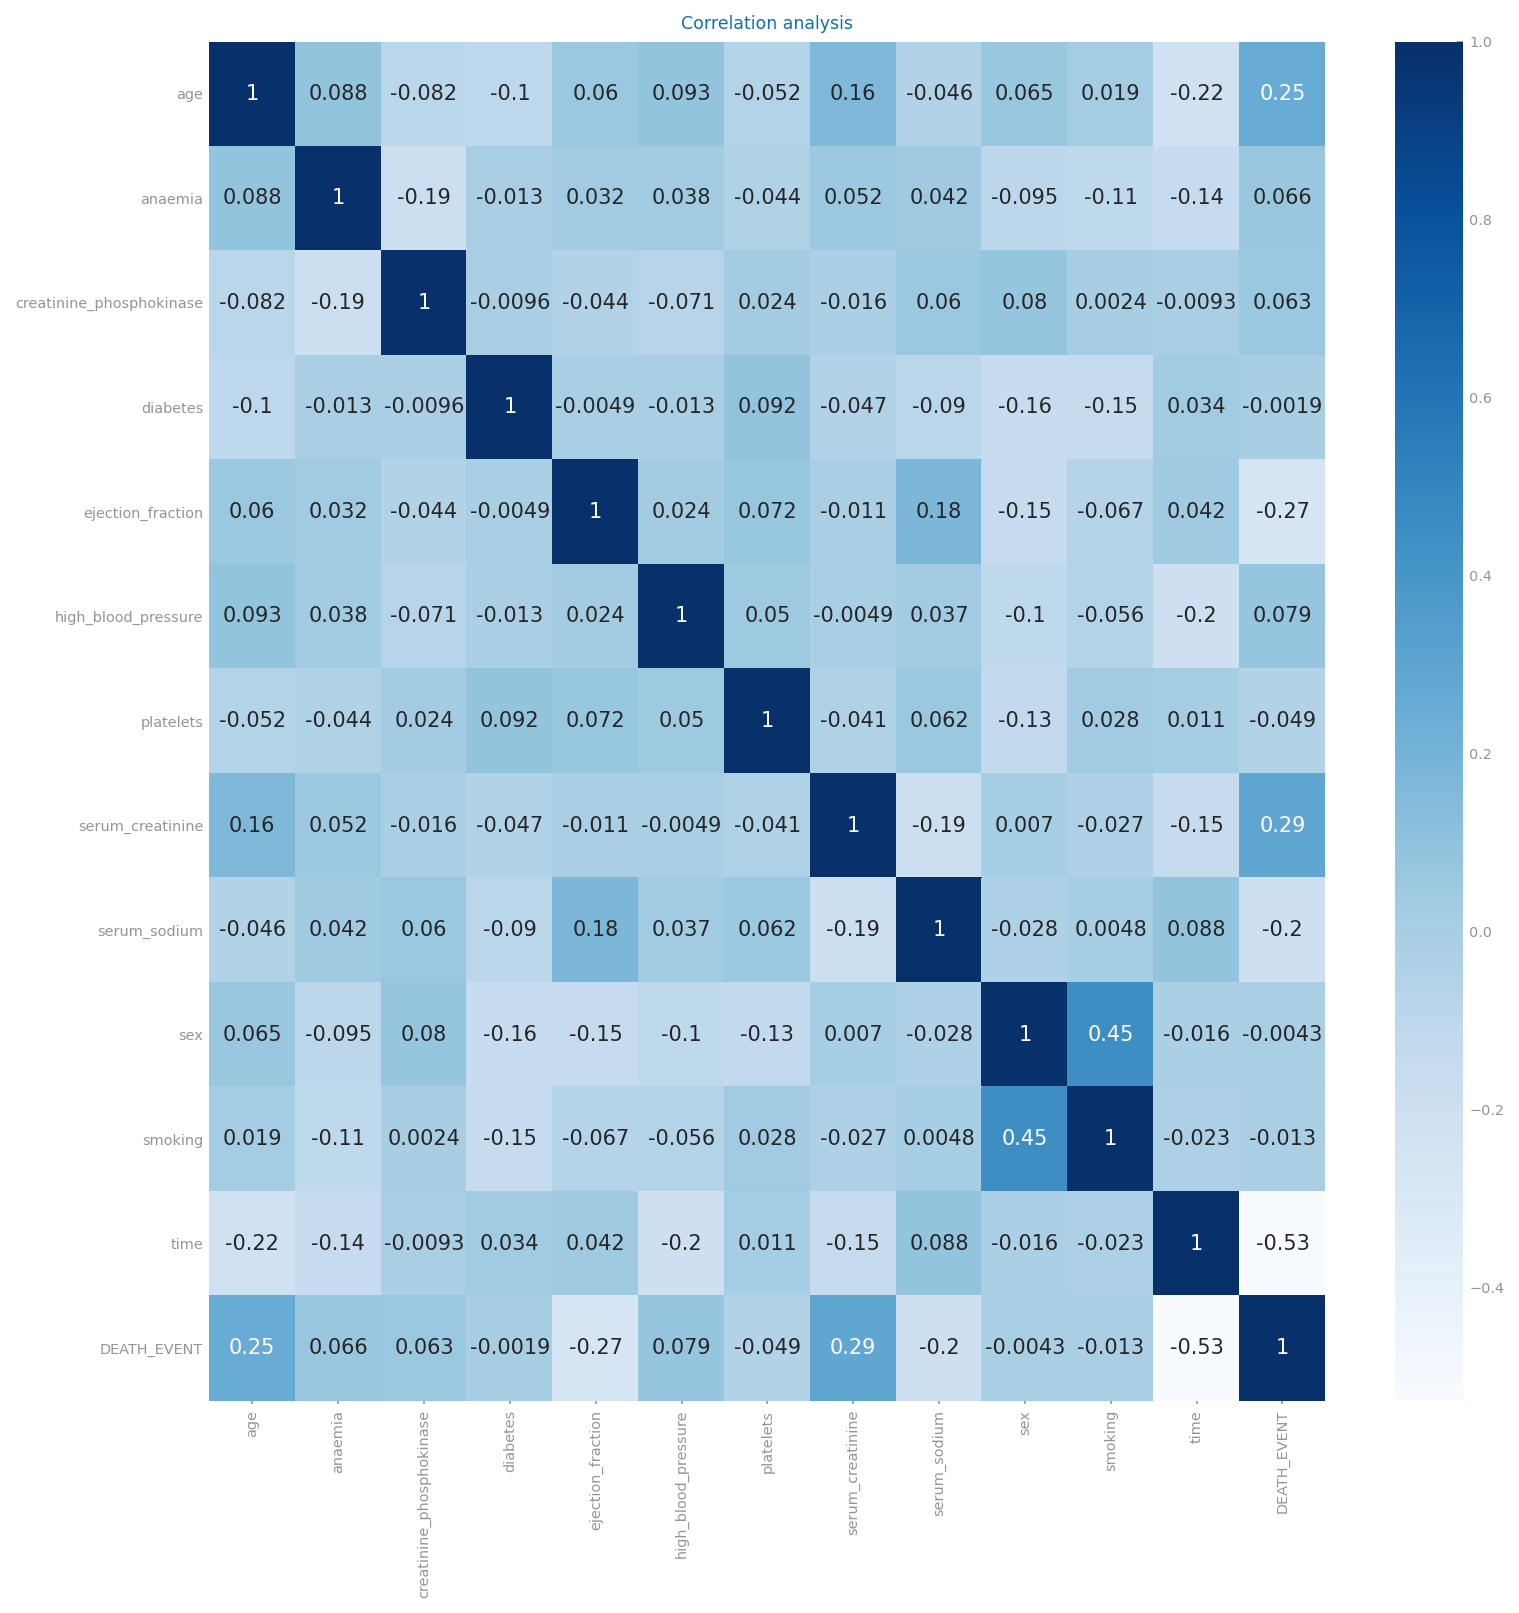 Correlation analysis
age 1 0.088 -0.082 -0.1 0.06 0.093 -0.052 0.16 -0.046 0.065 0.019 -0.22 0.25
anaemia 0.088 1 -0.19 -0.013 0.032 0.038 -0.044 0.052 0.042 -0.095 -0.11 -0.14 0.066
creatinine_phosphokinase -0.082 -0.19 1 -0.0096 -0.044 -0.071 0.024 -0.016 0.06 0.08 0.0024 -0.0093 0.063
diabetes -0.1 -0.013 -0.0096 1 -0.0049 -0.013 0.092 -0.047 -0.09 -0.16 -0.15 0.034 -0.0019
ejection_fraction 0.06 0.032 -0.044 -0.0049 1 0.024 0.072 -0.011 0.18 -0.15 -0.067 0.042 -0.27
high_blood_pressure 0.093 0.038 -0.071 -0.013 0.024 1 0.05 -0.0049 0.037 -0.1 -0.056 -0.2 0.079
platelets -0.052 -0.044 0.024 0.092 0.072 0.05 1 -0.041 0.062 -0.13 0.028 0.011 -0.049
serum_creatinine 0.16 0.052 -0.016 -0.047 -0.011 -0.0049 -0.041 1 -0.19 0.007 -0.027 -0.15 0.29
serum_sodium -0.046 0.042 0.06 -0.09 0.18 0.037 0.062 -0.19 1 -0.028 0.0048 0.088 -0.2
sex 0.065 -0.095 0.08 -0.16 -0.15 -0.1 -0.13 0.007 -0.028 1 0.45 -0.016 -0.0043
smoking 0.019 -0.11 0.0024 -0.15 -0.067 -0.056 0.028 -0.027 0.0048 0.45 1 -0.023 -0.013
time -0.22 -0.14 -0.0093 0.034 0.042 -0.2 0.011 -0.15 0.088 -0.016 -0.023 1 -0.53
DEATH_EVENT 0.25 0.066 0.063 -0.0019 -0.27 0.079 -0.049 0.29 -0.2 -0.0043 -0.013 -0.53 1
age
anaemia
creatinine_phosphokinase
diabetes
ejection_fraction
high_blood_pressure
platelets
serum_creatinine
serum_sodium
sex
smoking
time
DEATH_EVENT
1.0
0.8
0.6
0.4
0.2
0.0
−0.2
−0.4